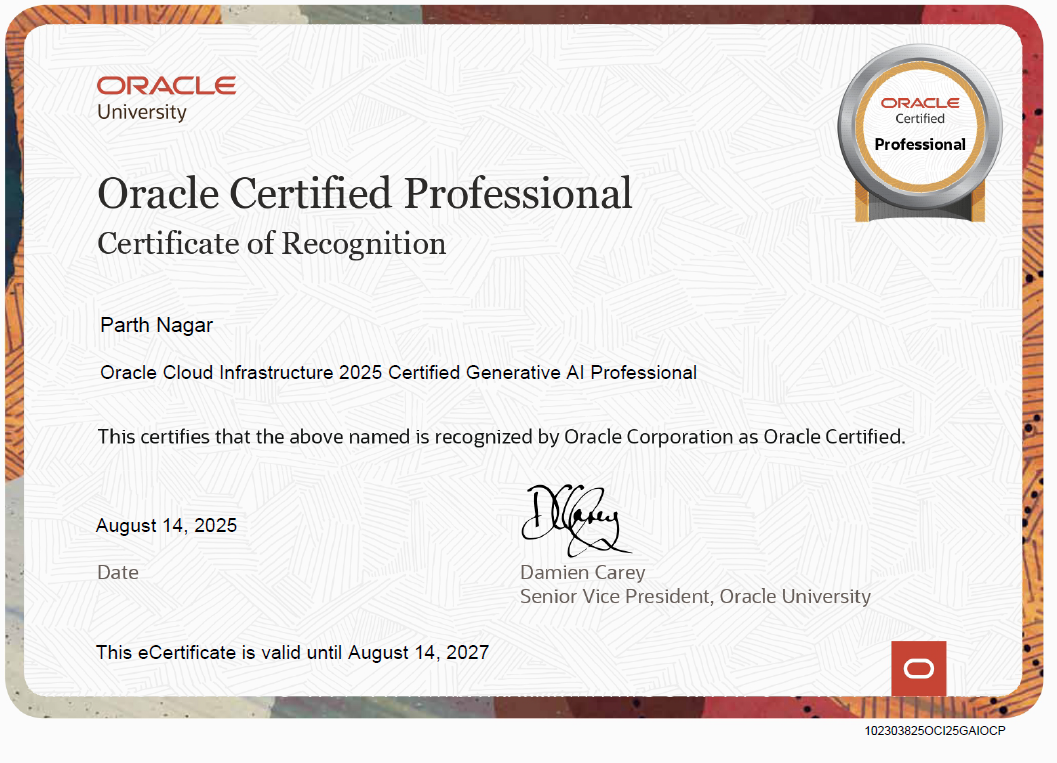 ORACLE
University
ORACLE
Certified
Professional
Oracle Certified Professional
Certificate of Recognition
Parth Nagar
Oracle Cloud Infrastructure 2025 Certified Generative AI Professional
This certifies that the above named is recognized by Oracle Corporation as Oracle Certified.
DCarey
August 14, 2025
Date
Damien Carey
Senior Vice President, Oracle University
This eCertificate is valid until August 14, 2027
102303825OCI25GAIOCP